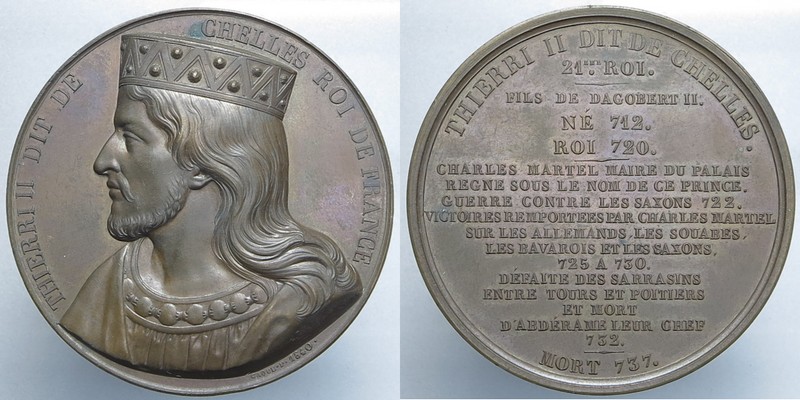 THIERRI II DIT DE CHELLES ROI DE FRANCE
1840.
THIERRI II DIT DE CHELLES.
21ME ROI.
FILS DE DAGOBERT II.
NÉ 712.
ROI 720.
CHARLES MARTEL MAIRE DU PALAIS
REGNE SOUS LE NOM DE CE PRINCE.
GUERRE CONTRE LES SAXONS 722.
VICTOIRES REMPORTÉES PAR CHARLES MARTEL
SUR LES ALLEMANDS, LES SOUABES,
LES BAVAROIS ET LES SAXONS,
725 A 730.
DÉFAITE DES SARRASINS
ENTRE TOURS ET POITIERS
ET MORT
D'ABDÉRAME LEUR CHEF
732.
MORT 737.